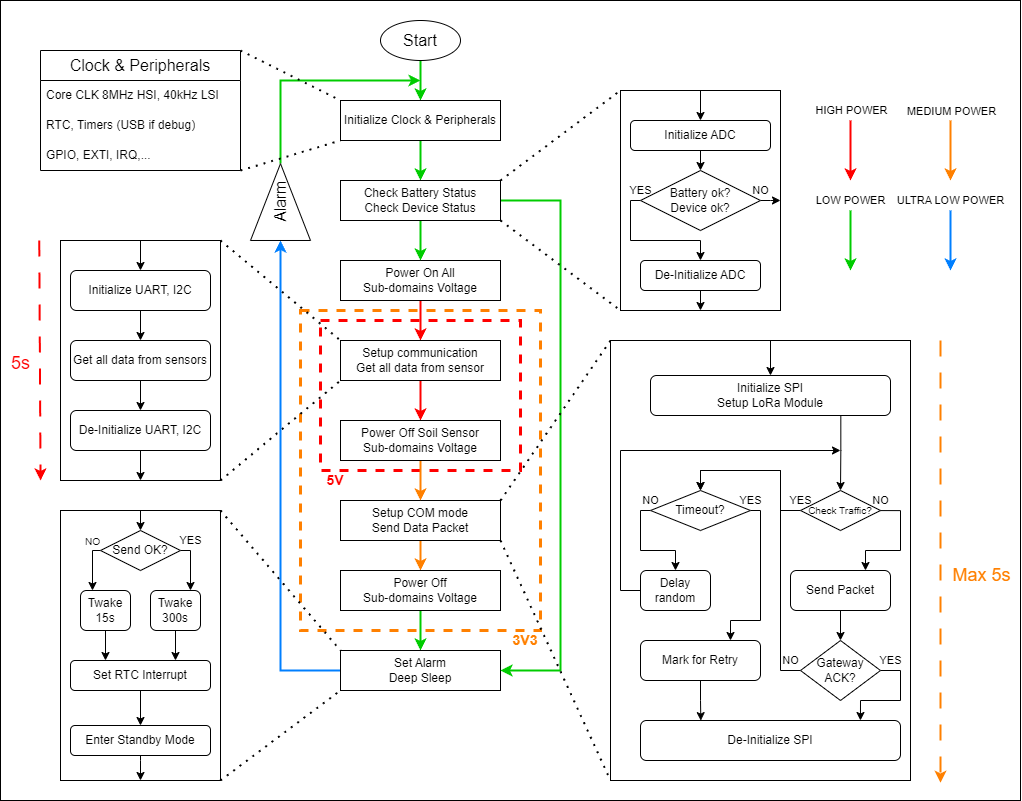 Start
Clock & Peripherals
Core CLK 8MHz HSI, 40kHz LSI
RTC, Timers (USB if debug)
GPIO, EXTI, IRQ,...
Initialize Clock & Peripherals
Alarm
Check Battery Status
Check Device Status
Power On All
Sub-domains Voltage
Setup communication
Get all data from sensor
Power Off Soil Sensor
Sub-domains Voltage
5V
Setup COM mode
Send Data Packet
Power Off
Sub-domains Voltage
3V3
Set Alarm
Deep Sleep
5s
Initialize UART, I2C
Get all data from sensors
De-Initialize UART, I2C
Send OK?
NO
YES
Twake
15s
Twake
300s
Set RTC Interrupt
Enter Standby Mode
Initialize ADC
YES
Battery ok?
Device ok?
NO
De-Initialize ADC
HIGH POWER
MEDIUM POWER
LOW POWER
ULTRA LOW POWER
Initialize SPI
Setup LoRa Module
NO
Timeout?
YES
YES
Check Traffic?
NO
Delay
random
Send Packet
Mark for Retry
NO
Gateway
ACK?
YES
De-Initialize SPI
Max 5s